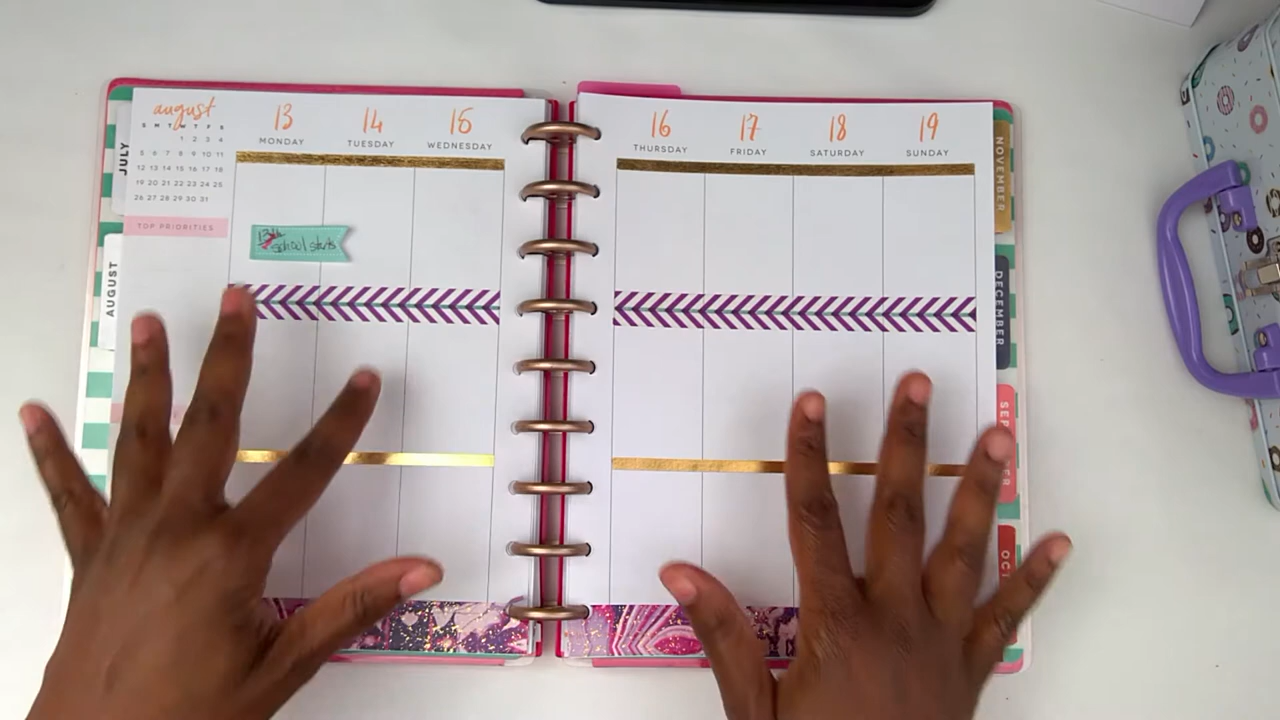 august
S M T W T F S
1 2 3 4
5 6 7 8 9 10 11
12 13 14 15 16 17 18
19 20 21 22 23 24 25
26 27 28 29 30 31
TOP PRIORITIES
JULY
AUGUST
13
MONDAY
14
TUESDAY
15
WEDNESDAY
13th
school starts
16
THURSDAY
17
FRIDAY
18
SATURDAY
19
SUNDAY
NOVEMBER
DECEMBER